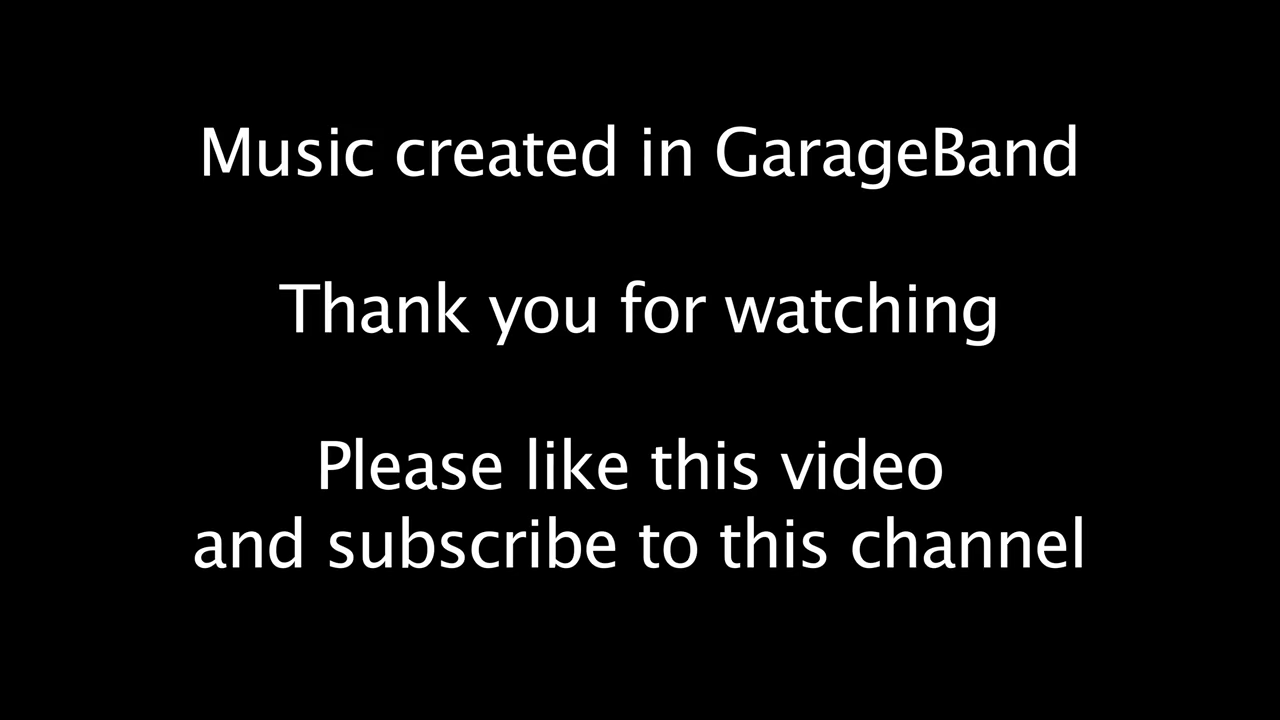 Music created in GarageBand
Thank you for watching
Please like this video
and subscribe to this channel